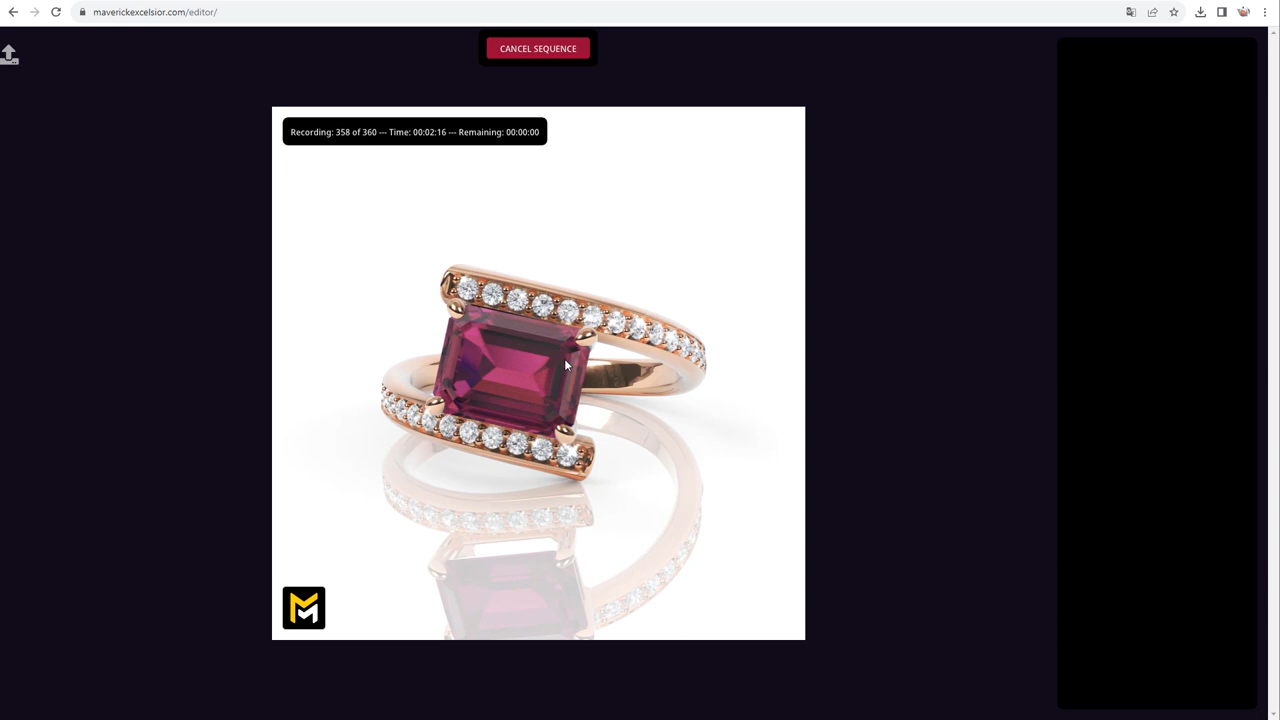 maverickexcelsior.com/editor/
CANCEL SEQUENCE
Recording: 358 of 360 --- Time: 00:02:16 --- Remaining: 00:00:00